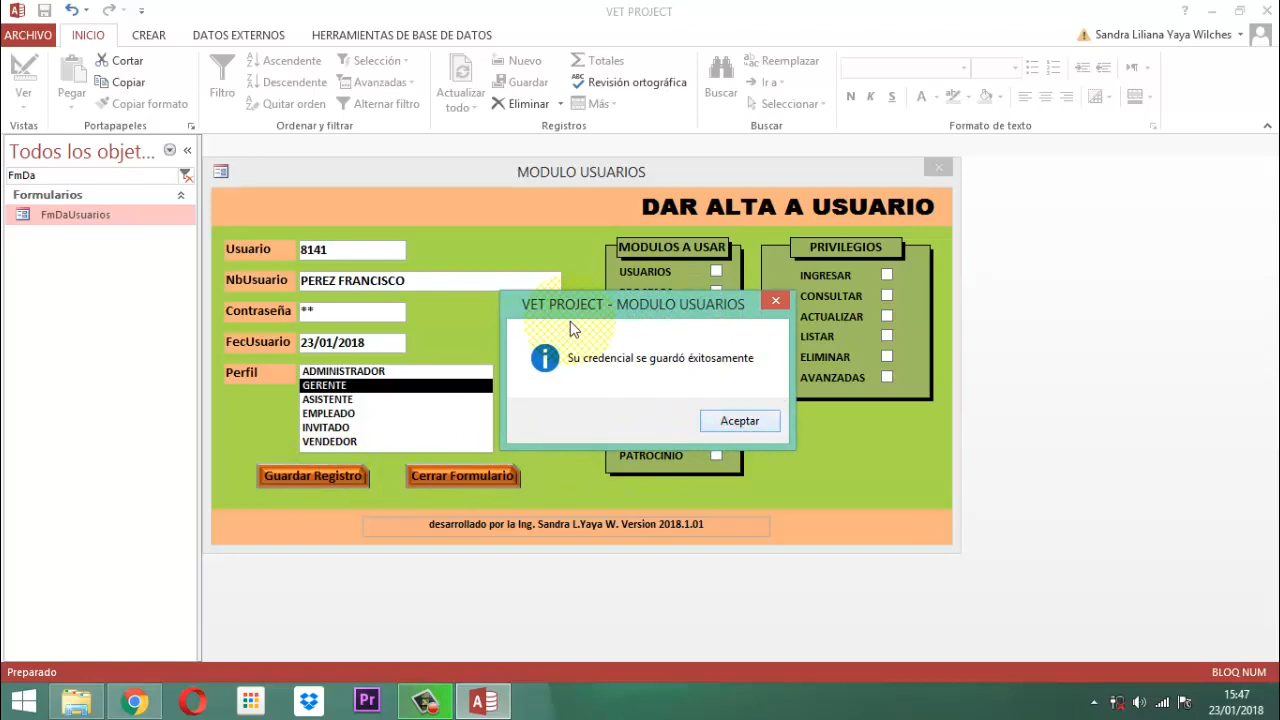 VET PROJECT
ARCHIVO INICIO CREAR DATOS EXTERNOS HERRAMIENTAS DE BASE DE DATOS Sandra Liliana Yaya Wilches
Ver
Vistas
Pegar
Cortar
Copiar
Copiar formato
Portapapeles
Filtro
Ascendente
Descendente
Quitar orden
Selección
Avanzadas
Alternar filtro
Ordenar y filtrar
Actualizar
todo
Nuevo
Guardar
Eliminar
Totales
Revisión ortográfica
Más
Registros
Buscar
Reemplazar
Ir a
Seleccionar
Buscar
N K S A
Formato de texto
Todos los objet...
FmDa
Formularios
FmDaUsuarios
MODULO USUARIOS
DAR ALTA A USUARIO
Usuario 8141
NbUsuario PEREZ FRANCISCO
Contraseña **
FecUsuario 23/01/2018
Perfil
ADMINISTRADOR
GERENTE
ASISTENTE
EMPLEADO
INVITADO
VENDEDOR
Guardar Registro Cerrar Formulario
MODULOS A USAR
USUARIOS
PATROCINIO
PRIVILEGIOS
INGRESAR
CONSULTAR
ACTUALIZAR
LISTAR
ELIMINAR
AVANZADAS
VET PROJECT - MODULO USUARIOS
Su credencial se guardó éxitosamente
Aceptar
desarrollado por la Ing. Sandra L.Yaya W. Version 2018.1.01
Preparado BLOQ NUM
Pr
15:47
23/01/2018